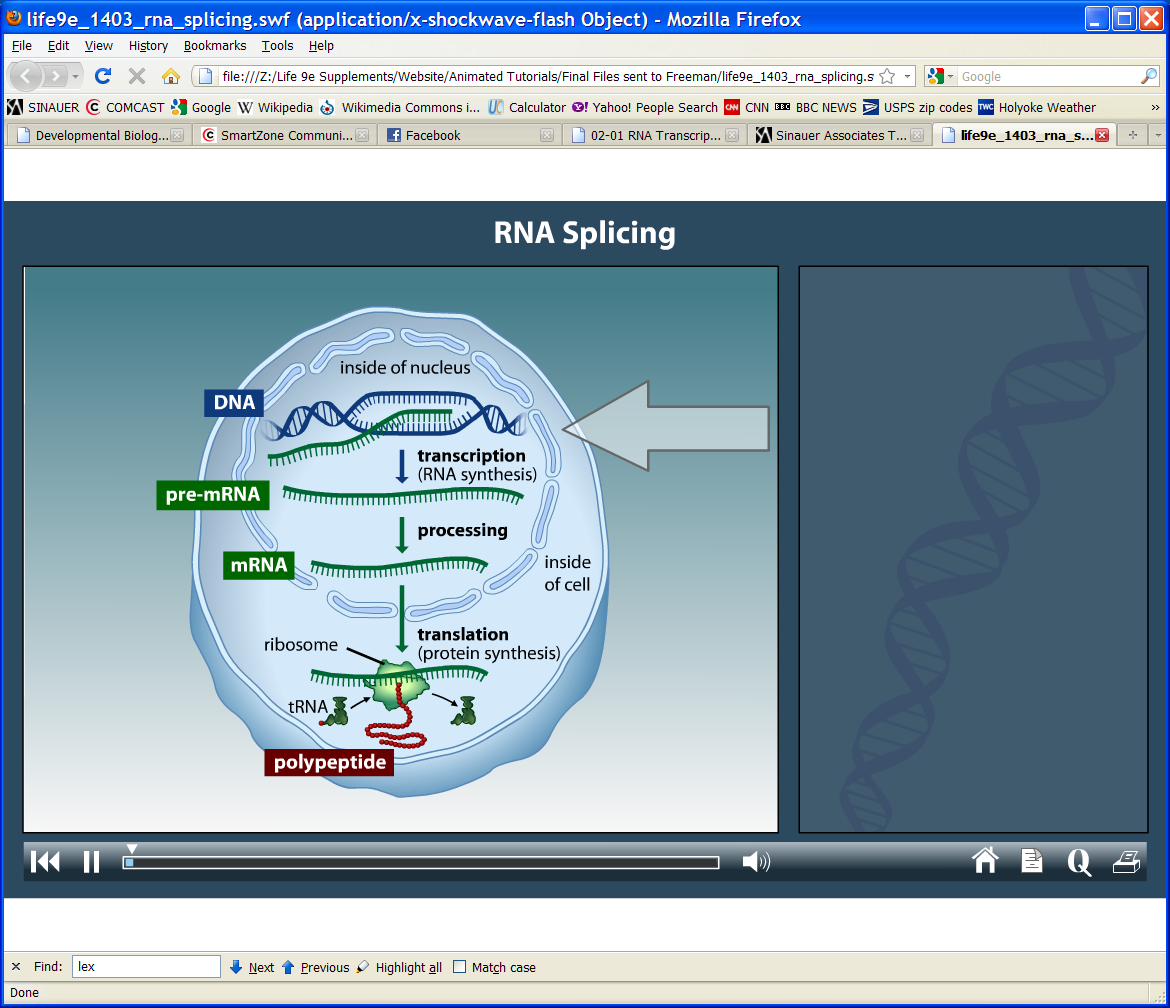 life9e_1403_rna_splicing.swf (application/x-shockwave-flash Object) - Mozilla Firefox
File Edit View History Bookmarks Tools Help
file:///Z:/Life 9e Supplements/Website/Animated Tutorials/Final Files sent to Freeman/life9e_1403_rna_splicing.s Google
SINAUER COMCAST Google Wikipedia Wikimedia Commons i... Calculator Yahoo! People Search CNN BBC NEWS USPS zip codes TWC Holyoke Weather »
Developmental Biolog... SmartZone Communi... Facebook 02-01 RNA Transcrip... Sinauer Associates T... life9e_1403_rna_s...
RNA Splicing
inside of nucleus
DNA
transcription
(RNA synthesis)
pre-mRNA
processing
mRNA
inside
of cell
translation
(protein synthesis)
ribosome
tRNA
polypeptide
Q
Find: lex Next Previous Highlight all Match case
Done